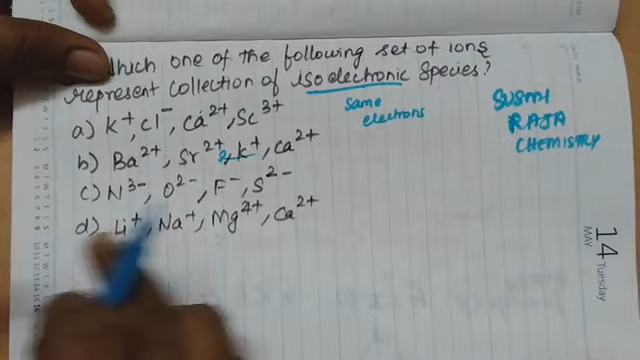 Which one of the following set of ions
represent collection of isoelectronic species?
same
electrons
SUSMI
RAJA
CHEMISTRY
a) K⁺, Cl⁻, Ca²⁺, Sc³⁺
b) Ba²⁺, Sr²⁺, K⁺, Ca²⁺
c) N³⁻, O²⁻, F⁻, S²⁻
d) Li⁺, Na⁺, Mg²⁺, Ca²⁺
14
Tuesday
MAY